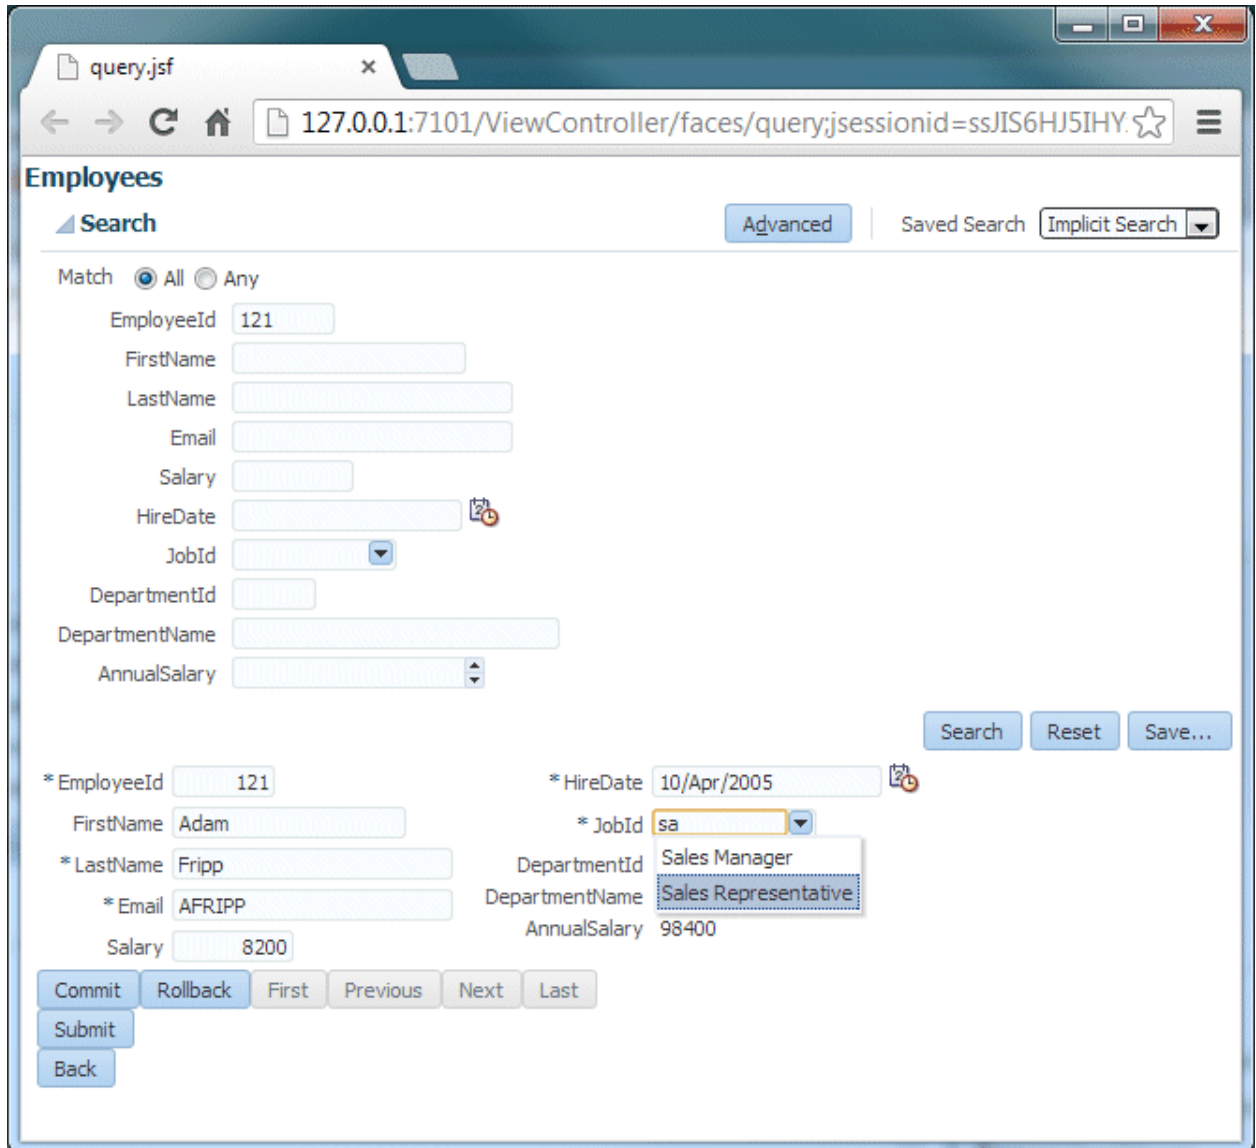 query.jsf
127.0.0.1:7101/ViewController/faces/query;jsessionid=ssJIS6HJ5IHY.
Employees
Search Advanced Saved Search Implicit Search
Match All Any
EmployeeId 121
FirstName
LastName
Email
Salary
HireDate
JobId
DepartmentId
DepartmentName
AnnualSalary
Search Reset Save...
* EmployeeId 121 * HireDate 10/Apr/2005
FirstName Adam * JobId sa
* LastName Fripp DepartmentId Sales Manager
* Email AFRIPP DepartmentName Sales Representative
Salary 8200 AnnualSalary 98400
Commit Rollback First Previous Next Last
Submit
Back